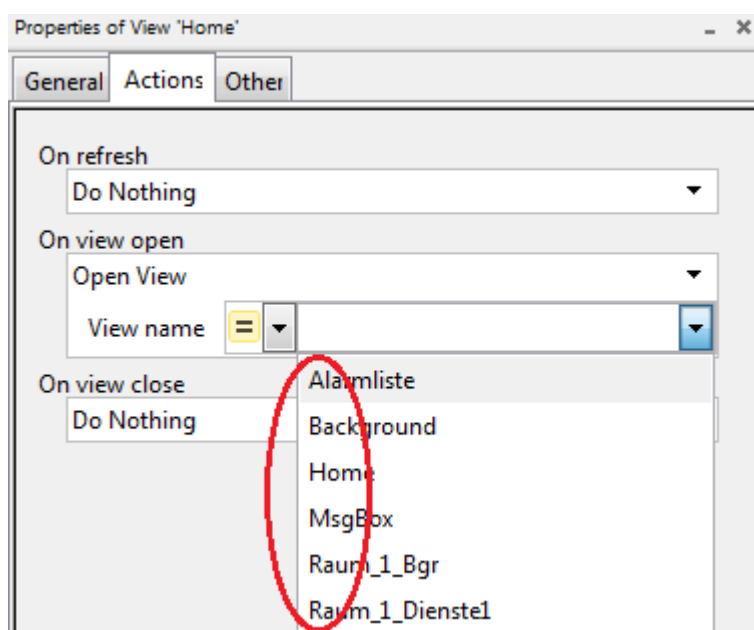 Properties of View 'Home'
General Actions Other
On refresh
Do Nothing
On view open
Open View
View name =
Alarmliste
On view close
Do Nothing
Background
Home
MsgBox
Raum_1_Bgr
Raum_1_Dienste1